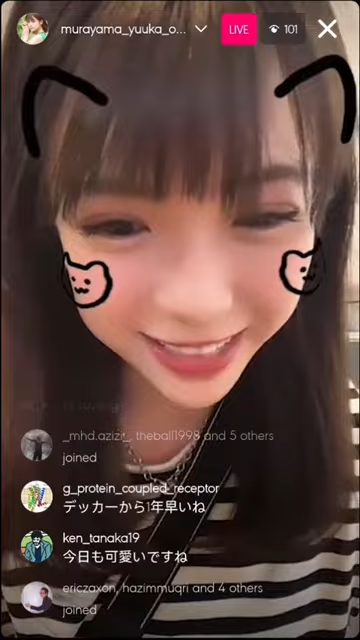 murayama_yuuka_o...
LIVE
101
_mhd.azizi_, theball1998 and 5 others
joined
g_protein_coupled_receptor
デッカーから1年早いね
ken_tanaka19
今日も可愛いですね
ericzaxon, hazimmuqri and 4 others
joined